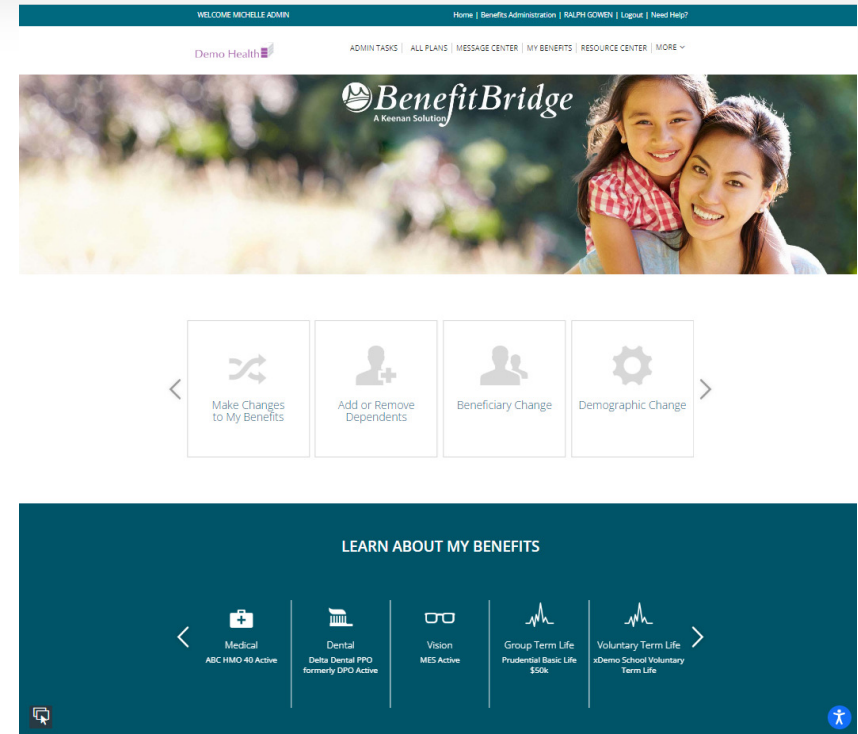 WELCOME MICHELLE ADMIN
Home | Benefits Administration | RALPH GOWEN | Logout | Need Help?
Demo Health
ADMIN TASKS | ALL PLANS | MESSAGE CENTER | MY BENEFITS | RESOURCE CENTER | MORE
BenefitBridge
A Keenan Solution
Make Changes
to My Benefits
Add or Remove
Dependents
Beneficiary Change
Demographic Change
LEARN ABOUT MY BENEFITS
Medical
ABC HMO 40 Active
Dental
Delta Dental PPO
formerly DPO Active
Vision
MES Active
Group Term Life
Prudential Basic Life
$50k
Voluntary Term Life
xDemo School Voluntary
Term Life